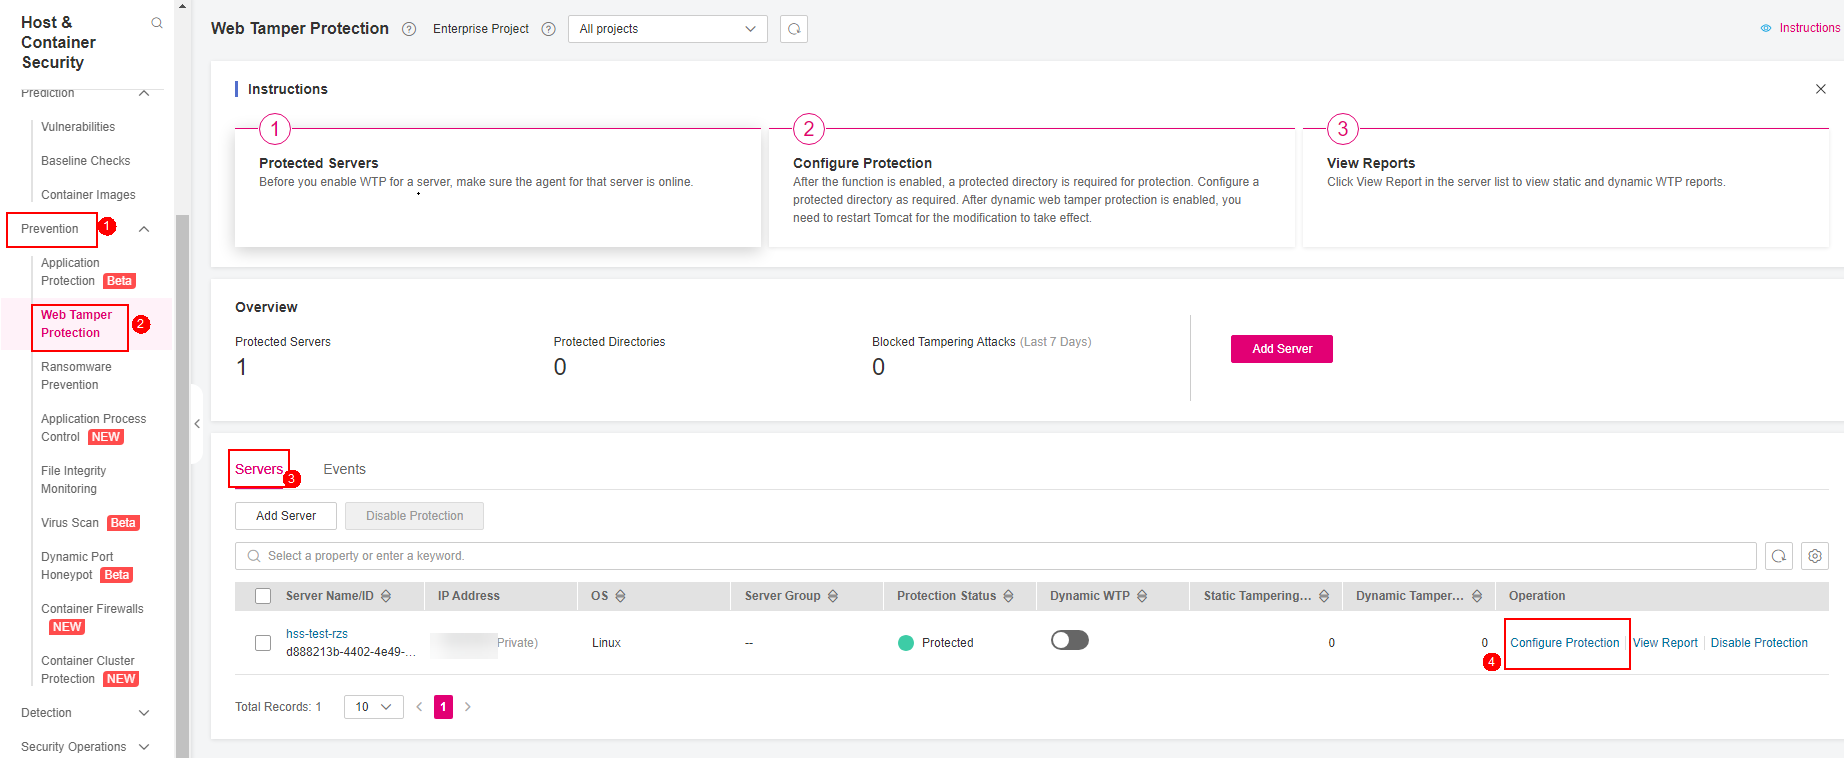 Host &
Container
Security
Prediction
Vulnerabilities
Baseline Checks
Container Images
Prevention
1
Application
Protection Beta
Web Tamper
Protection
2
Ransomware
Prevention
Application Process
Control NEW
File Integrity
Monitoring
Virus Scan Beta
Dynamic Port
Honeypot Beta
Container Firewalls
NEW
Container Cluster
Protection NEW
Detection
Security Operations
Web Tamper Protection ? Enterprise Project ? All projects
Instructions
Instructions
1
Protected Servers
Before you enable WTP for a server, make sure the agent for that server is online.
2
Configure Protection
After the function is enabled, a protected directory is required for protection. Configure a
protected directory as required. After dynamic web tamper protection is enabled, you
need to restart Tomcat for the modification to take effect.
3
View Reports
Click View Report in the server list to view static and dynamic WTP reports.
Overview
Protected Servers
1
Protected Directories
0
Blocked Tampering Attacks (Last 7 Days)
0
Add Server
Servers 3 Events
Add Server Disable Protection
Select a property or enter a keyword.
Server Name/ID IP Address OS Server Group Protection Status Dynamic WTP Static Tampering... Dynamic Tamper... Operation
hss-test-rzs
d888213b-4402-4e49-...
Private) Linux -- Protected 0 0 4 Configure Protection View Report Disable Protection
Total Records: 1 10 < 1 >